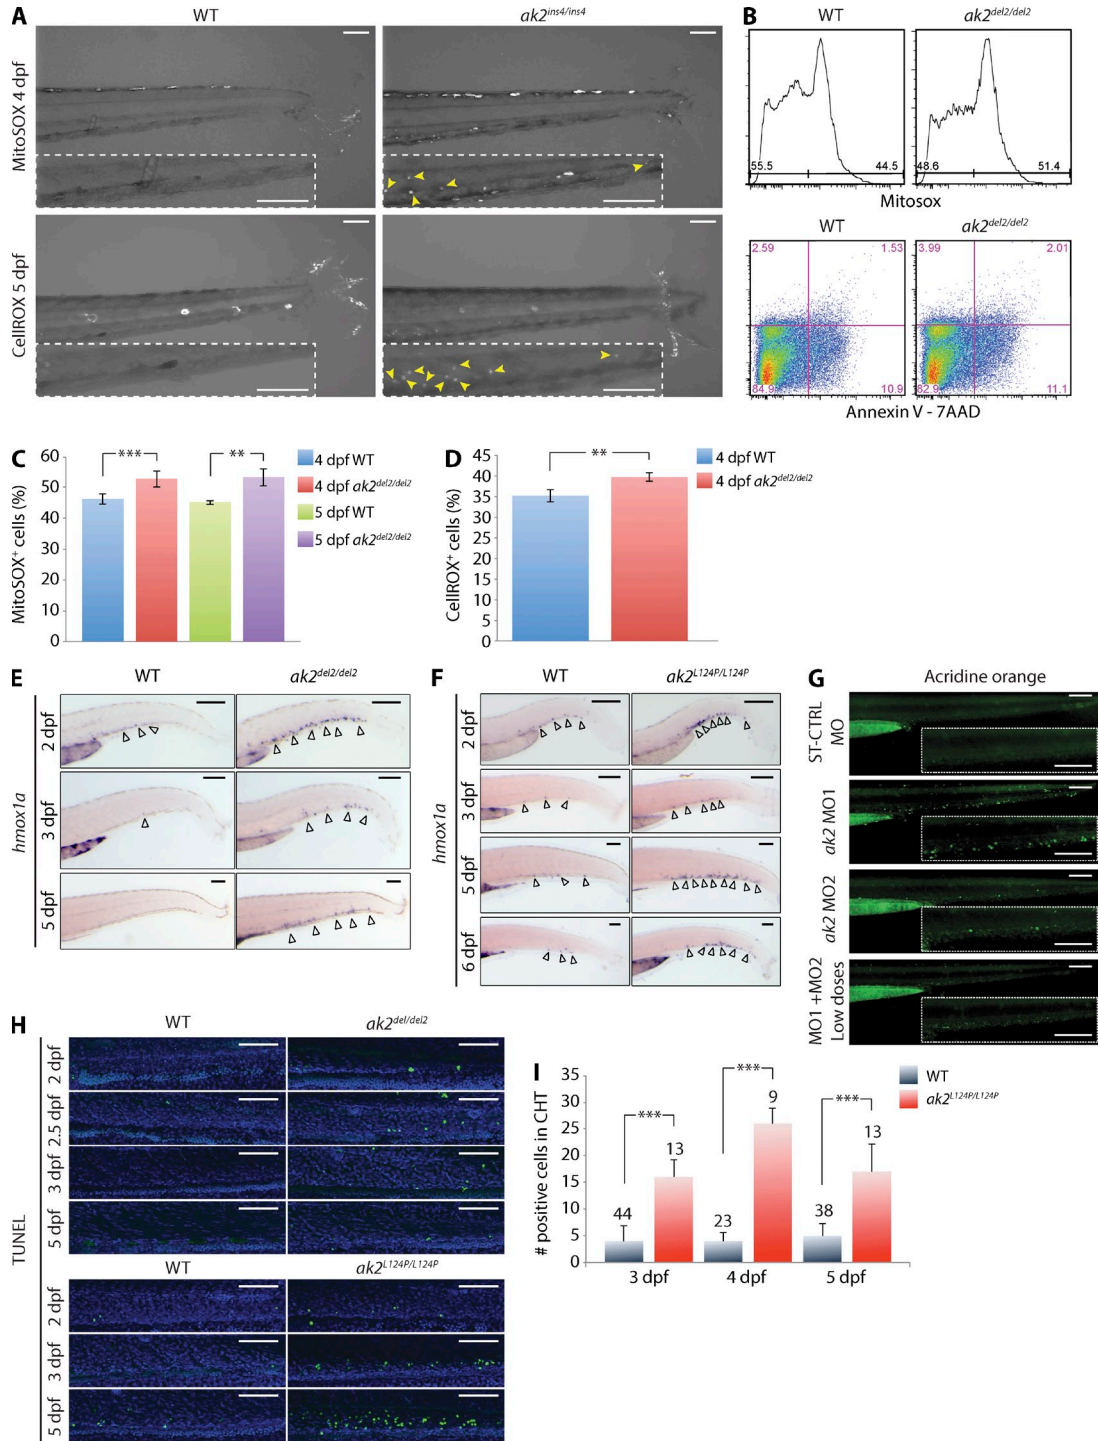 A
WT
ak2ins4/ins4
MitoSOX 4 dpf
CellROX 5 dpf
B
WT
ak2del2/del2
55.5
44.5
48.6
51.4
Mitosox
WT
ak2del2/del2
2.59
1.53
3.99
2.01
84.9
10.9
82.9
11.1
Annexin V - 7AAD
C
MitoSOX+ cells (%)
60
50
40
30
20
10
0
***
**
4 dpf WT
4 dpf ak2del2/del2
5 dpf WT
5 dpf ak2del2/del2
D
CellROX+ cells (%)
45
40
35
30
25
20
15
10
5
0
**
4 dpf WT
4 dpf ak2del2/del2
E
WT
ak2del2/del2
hmox1a
2 dpf
3 dpf
5 dpf
F
WT
ak2L124P/L124P
hmox1a
2 dpf
3 dpf
5 dpf
6 dpf
G
Acridine orange
ST-CTRL
MO
ak2 MO1
ak2 MO2
MO1 +MO2
Low doses
H
WT
ak2del/del2
TUNEL
2 dpf
2.5 dpf
3 dpf
5 dpf
WT
ak2L124P/L124P
2 dpf
3 dpf
5 dpf
I
# positive cells in CHT
35
30
25
20
15
10
5
0
***
***
***
44
13
23
9
38
13
3 dpf
4 dpf
5 dpf
WT
ak2L124P/L124P